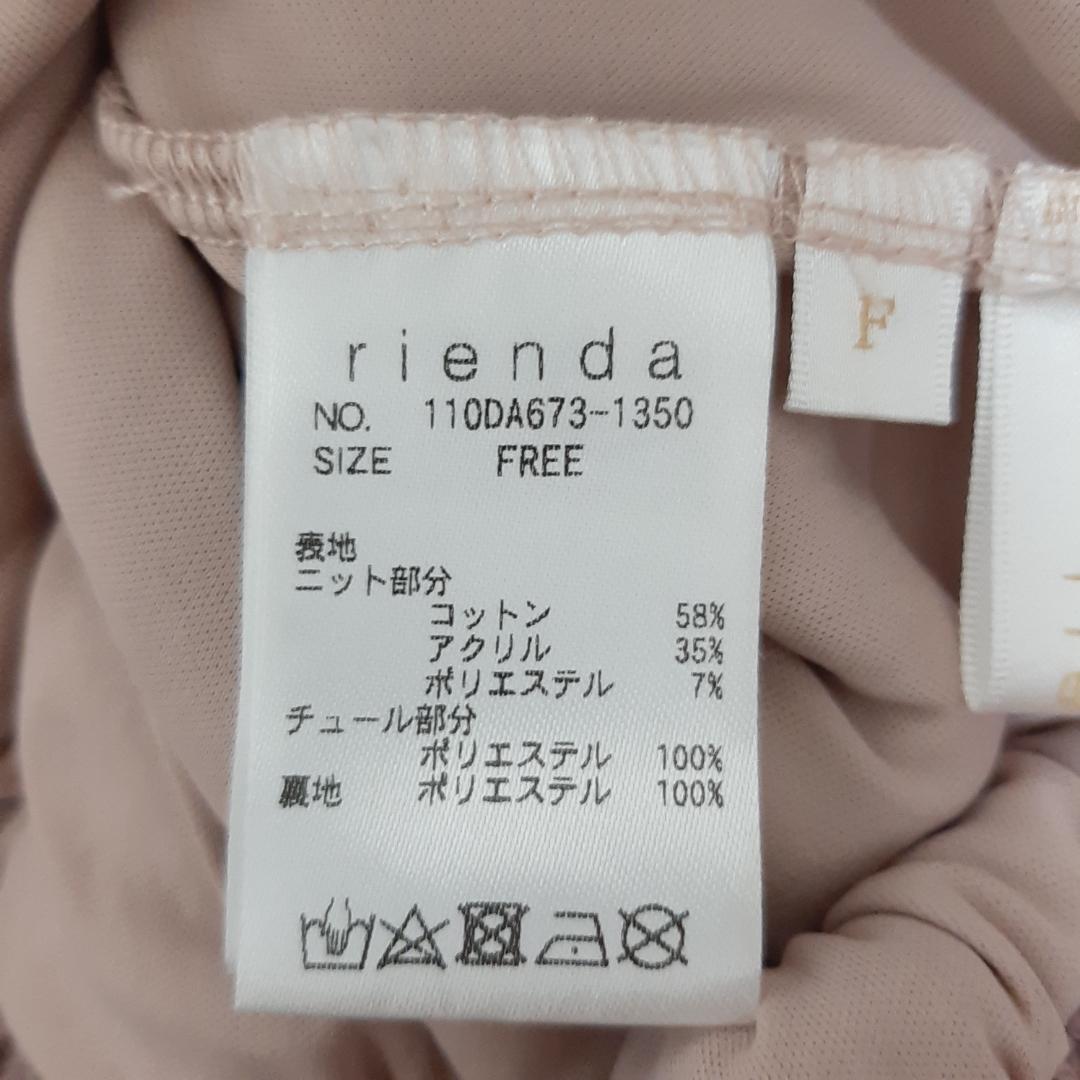 rienda
NO. 110DA673-1350
SIZE FREE
表地
ニット部分
コットン 58%
アクリル 35%
ポリエステル 7%
チュール部分
ポリエステル 100%
裏地 ポリエステル 100%
F